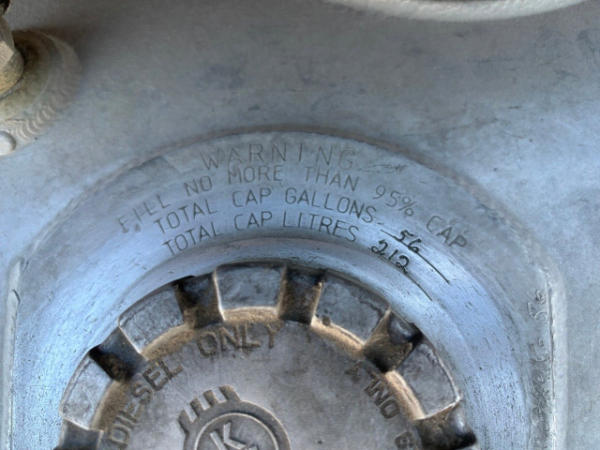 WARNING
FILL NO MORE THAN 95% CAP
TOTAL CAP GALLONS 56
TOTAL CAP LITRES 212
DIESEL ONLY
K